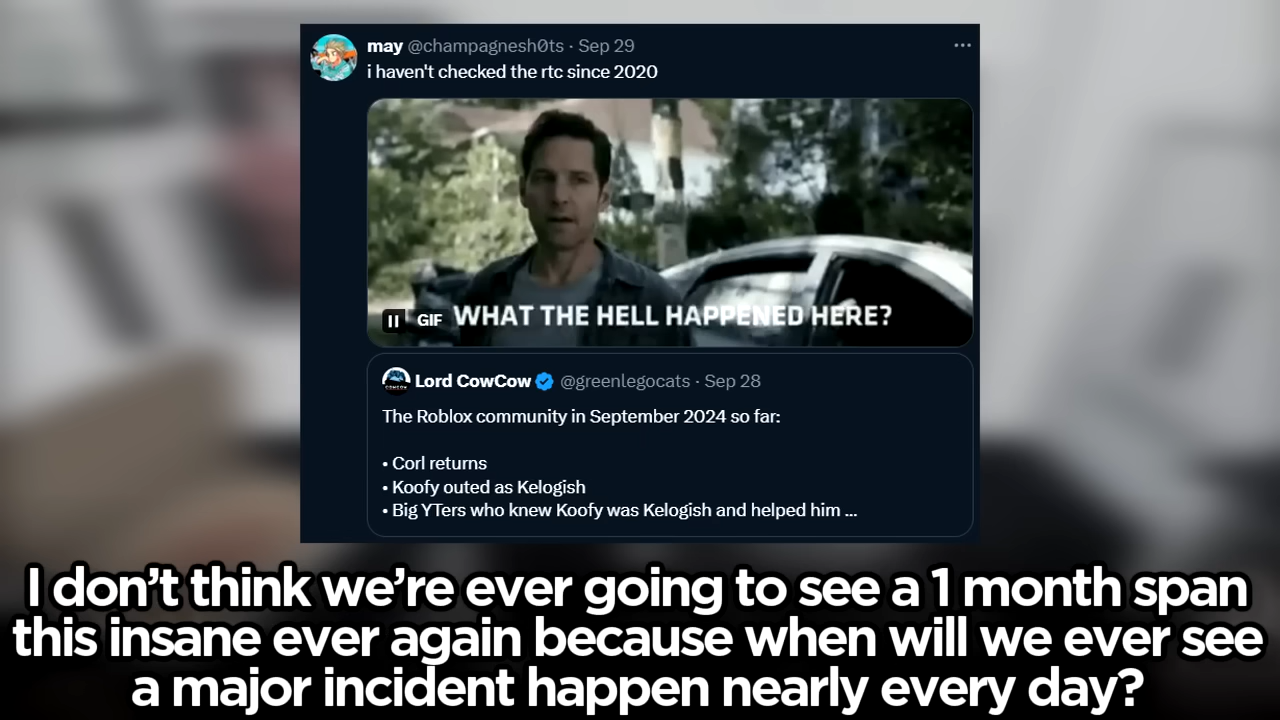 may @champagnesh0ts · Sep 29
i haven't checked the rtc since 2020
GIF WHAT THE HELL HAPPENED HERE?
Lord CowCow @greenlegocats · Sep 28
The Roblox community in September 2024 so far:
• Corl returns
• Koofy outed as Kelogish
• Big YTers who knew Koofy was Kelogish and helped him ...
I don't think we're ever going to see a 1 month span
this insane ever again because when will we ever see
a major incident happen nearly every day?